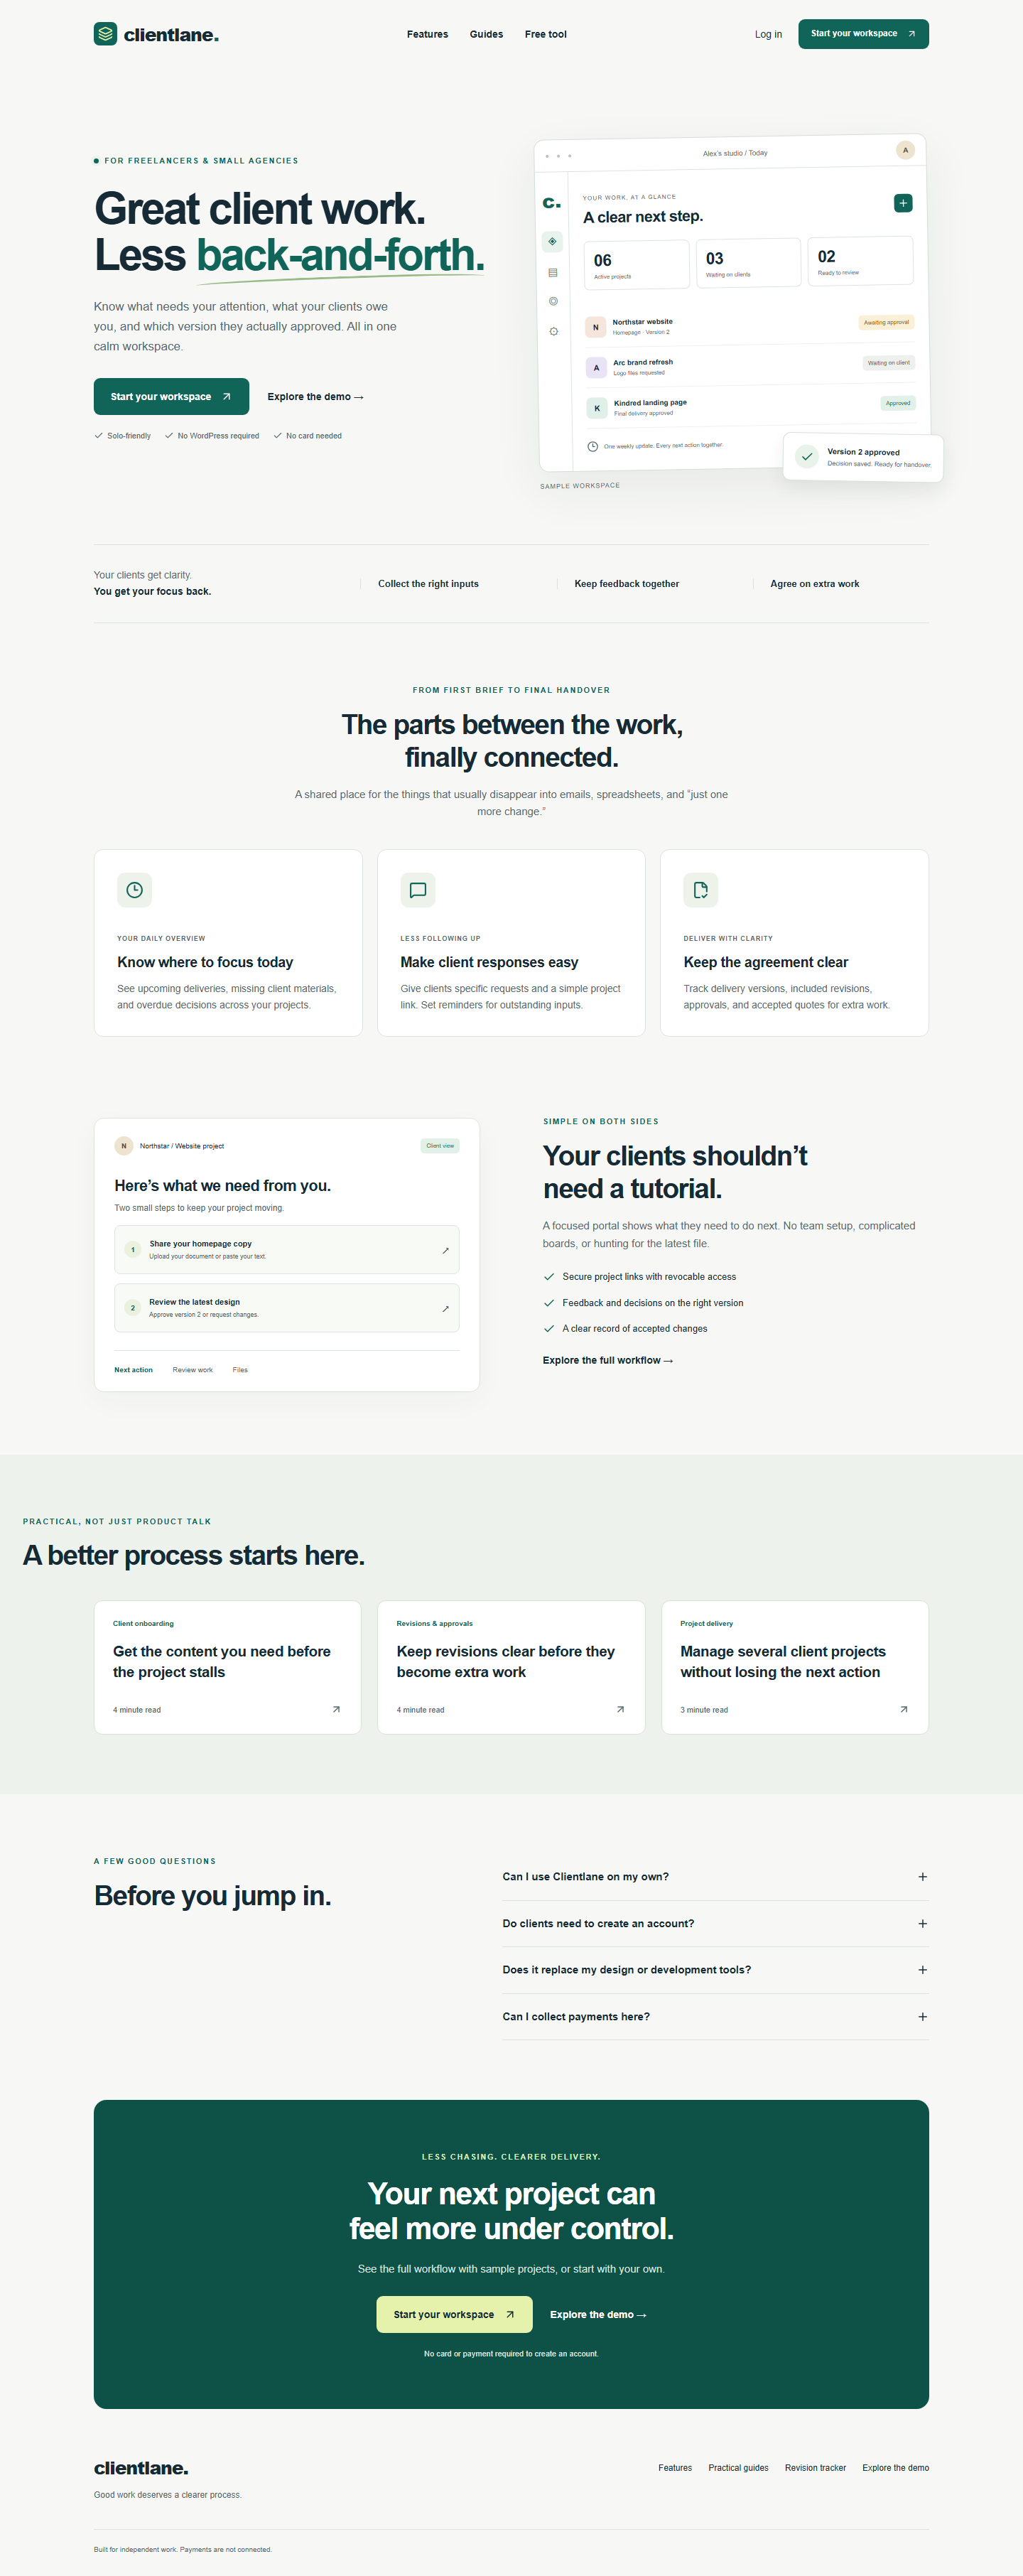 clientlane.
Features
Guides
Free tool
Log in
Start your workspace
FOR FREELANCERS & SMALL AGENCIES
Great client work.
Less back-and-forth.
Know what needs your attention, what your clients owe
you, and which version they actually approved. All in one
calm workspace.
Start your workspace
Explore the demo →
Solo-friendly
No WordPress required
No card needed
Alex's studio / Today
A
c.
YOUR WORK, AT A GLANCE
A clear next step.
06
Active projects
03
Waiting on clients
02
Ready to review
N
Northstar website
Homepage · Version 2
Awaiting approval
A
Arc brand refresh
Logo files requested
Waiting on client
K
Kindred landing page
Final delivery approved
Approved
One weekly update. Every next action together.
Version 2 approved
Decision saved. Ready for handover.
SAMPLE WORKSPACE
Your clients get clarity.
You get your focus back.
Collect the right inputs
Keep feedback together
Agree on extra work
FROM FIRST BRIEF TO FINAL HANDOVER
The parts between the work,
finally connected.
A shared place for the things that usually disappear into emails, spreadsheets, and “just one
more change.”
YOUR DAILY OVERVIEW
Know where to focus today
See upcoming deliveries, missing client materials,
and overdue decisions across your projects.
LESS FOLLOWING UP
Make client responses easy
Give clients specific requests and a simple project
link. Set reminders for outstanding inputs.
DELIVER WITH CLARITY
Keep the agreement clear
Track delivery versions, included revisions,
approvals, and accepted quotes for extra work.
N
Northstar / Website project
Client view
Here’s what we need from you.
Two small steps to keep your project moving.
1
Share your homepage copy
Upload your document or paste your text.
2
Review the latest design
Approve version 2 or request changes.
Next action
Review work
Files
SIMPLE ON BOTH SIDES
Your clients shouldn’t
need a tutorial.
A focused portal shows what they need to do next. No team setup, complicated
boards, or hunting for the latest file.
Secure project links with revocable access
Feedback and decisions on the right version
A clear record of accepted changes
Explore the full workflow →
PRACTICAL, NOT JUST PRODUCT TALK
A better process starts here.
Client onboarding
Get the content you need before
the project stalls
4 minute read
Revisions & approvals
Keep revisions clear before they
become extra work
4 minute read
Project delivery
Manage several client projects
without losing the next action
3 minute read
A FEW GOOD QUESTIONS
Before you jump in.
Can I use Clientlane on my own?
Do clients need to create an account?
Does it replace my design or development tools?
Can I collect payments here?
LESS CHASING. CLEARER DELIVERY.
Your next project can
feel more under control.
See the full workflow with sample projects, or start with your own.
Start your workspace
Explore the demo →
No card or payment required to create an account.
clientlane.
Good work deserves a clearer process.
Features
Practical guides
Revision tracker
Explore the demo
Built for independent work. Payments are not connected.